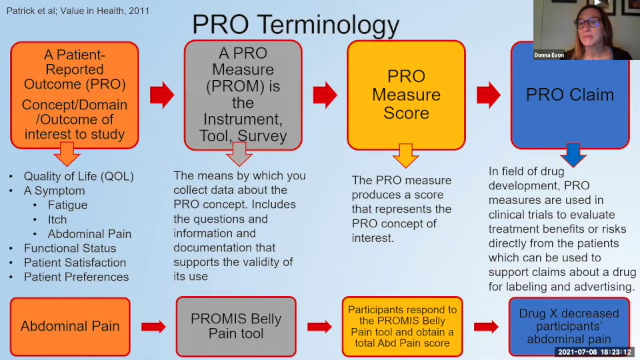 Patrick et al; Value in Health, 2011
PRO Terminology
Donna Evon
A Patient-
Reported
Outcome (PRO)
Concept/Domain
/Outcome of
interest to study
A PRO
Measure
(PROM) is
the
Instrument,
Tool, Survey
PRO
Measure
Score
PRO Claim
• Quality of Life (QOL)
• A Symptom
• Fatigue
• Itch
• Abdominal Pain
• Functional Status
• Patient Satisfaction
• Patient Preferences
The means by which you
collect data about the
PRO concept. Includes
the questions and
information and
documentation that
supports the validity of
its use
The PRO measure
produces a score
that represents the
PRO concept of
interest.
In field of drug
development, PRO
measures are used in
clinical trials to evaluate
treatment benefits or risks
directly from the patients
which can be used to
support claims about a drug
for labeling and advertising.
Abdominal Pain
PROMIS Belly
Pain tool
Participants respond to
the PROMIS Belly
Pain tool and obtain a
total Abd Pain score
Drug X decreased
participants'
abdominal pain
2021-07-08 18:23:12